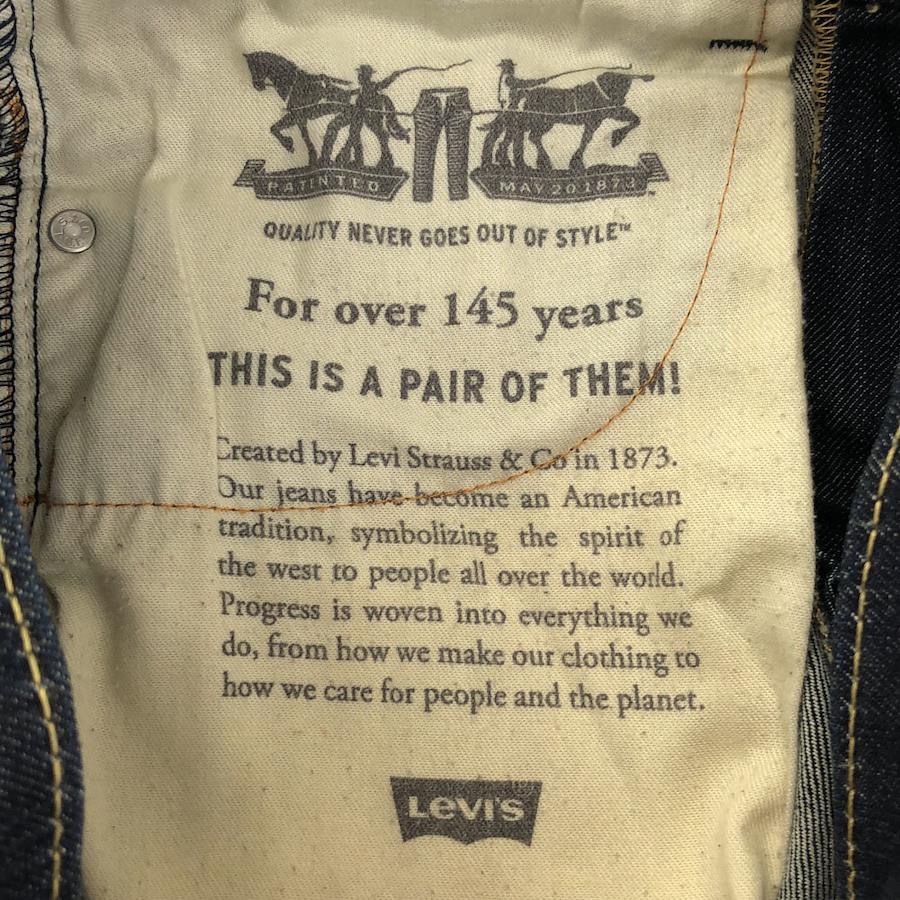 PATENTED MAY 20 1873
QUALITY NEVER GOES OUT OF STYLE™
For over 145 years
THIS IS A PAIR OF THEM!
Created by Levi Strauss & Co in 1873.
Our jeans have become an American
tradition, symbolizing the spirit of
the west to people all over the world.
Progress is woven into everything we
do, from how we make our clothing to
how we care for people and the planet.
LEVI'S